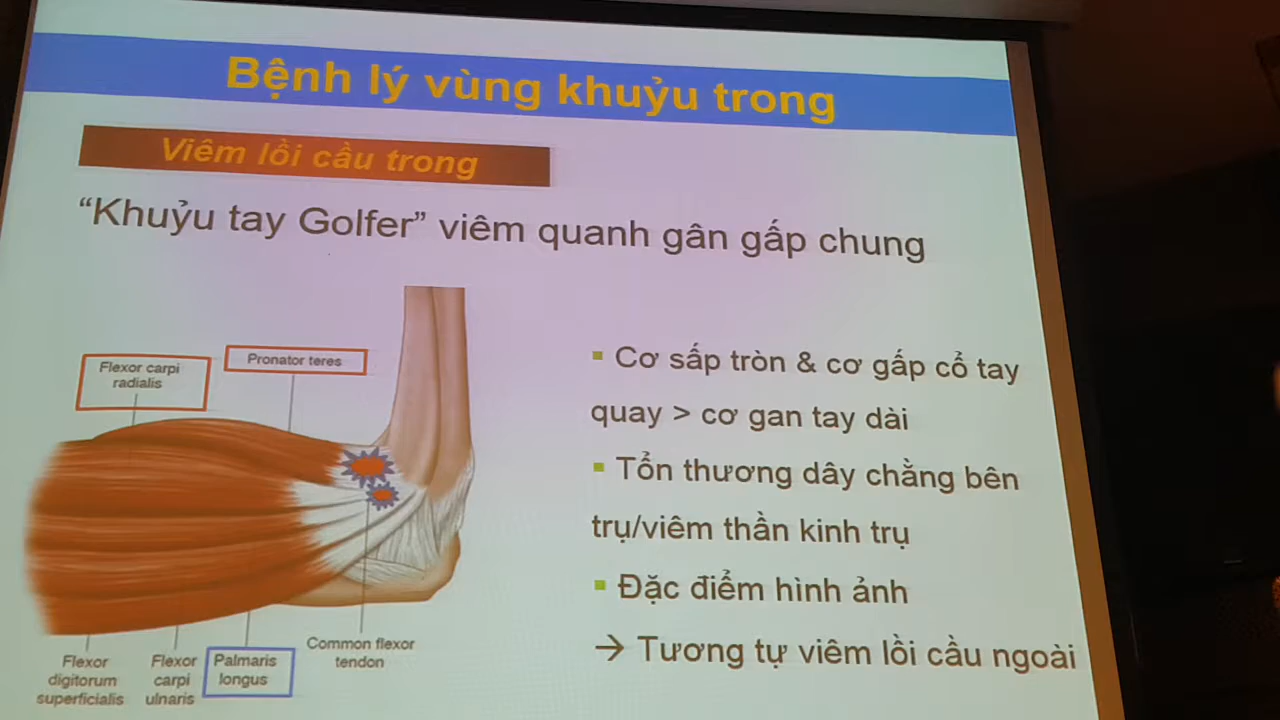 Bệnh lý vùng khuỷu trong
Viêm lồi cầu trong
“Khuỷu tay Golfer” viêm quanh gân gấp chung
Flexor carpi
radialis
Pronator teres
▪ Cơ sấp tròn & cơ gấp cổ tay
quay > cơ gan tay dài
▪ Tổn thương dây chằng bên
trụ/viêm thần kinh trụ
▪ Đặc điểm hình ảnh
→ Tương tự viêm lồi cầu ngoài
Flexor
digitorum
superficialis
Flexor
carpi
ulnaris
Palmaris
longus
Common flexor
tendon